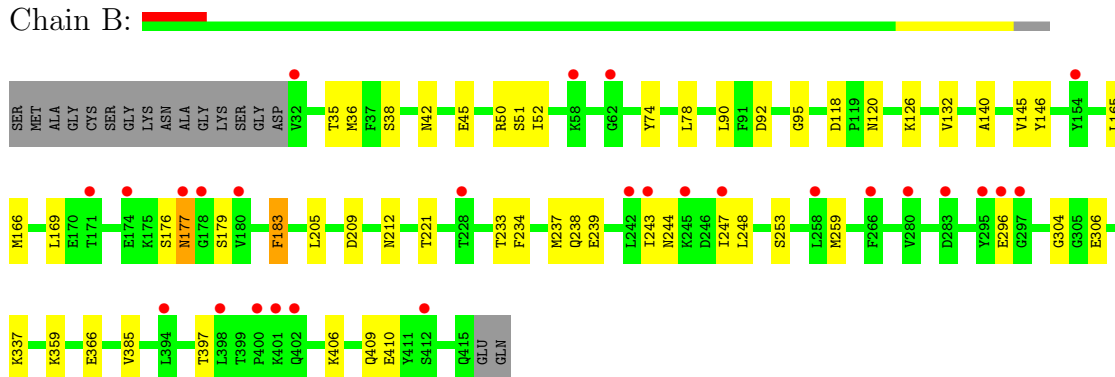 Chain B:
SER MET ALA GLY CYS SER GLY LYS ASN ALA GLY LYS SER GLY ASP V32 T35 M36 F37 S38 N42 E45 R50 S51 I52 K58 G62 Y74 L78 L90 F91 D92 G95 D118 P119 N120 K126 V132 A140 V145 Y146 Y154 L165
M166 L169 E170 T171 E174 K175 S176 N177 G178 S179 V180 F183 L205 D209 N212 T221 T228 T233 F234 M237 Q238 E239 L242 I243 N244 K245 D246 I247 L248 S253 L258 M259 F266 V280 D283 Y295 E296 G297 G304 G305 E306
K337 K359 E366 V385 L394 T397 L398 T399 P400 K401 Q402 K406 Q409 E410 Y411 S412 Q415 GLU GLN